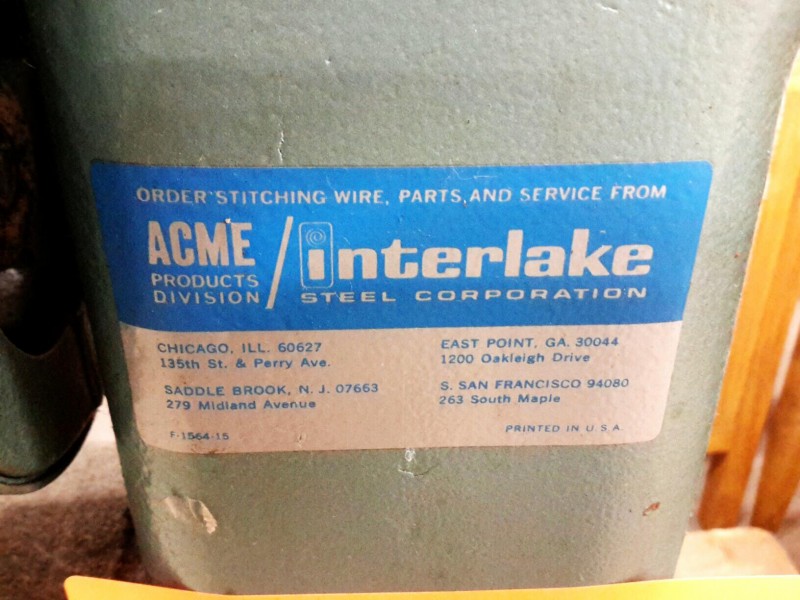 ORDER STITCHING WIRE, PARTS, AND SERVICE FROM
ACME
PRODUCTS
DIVISION
interlake
STEEL CORPORATION
CHICAGO, ILL. 60627
135th St. & Perry Ave.
SADDLE BROOK, N. J. 07663
279 Midland Avenue
EAST POINT, GA. 30044
1200 Oakleigh Drive
S. SAN FRANCISCO 94080
263 South Maple
F-1564-15
PRINTED IN U.S.A.